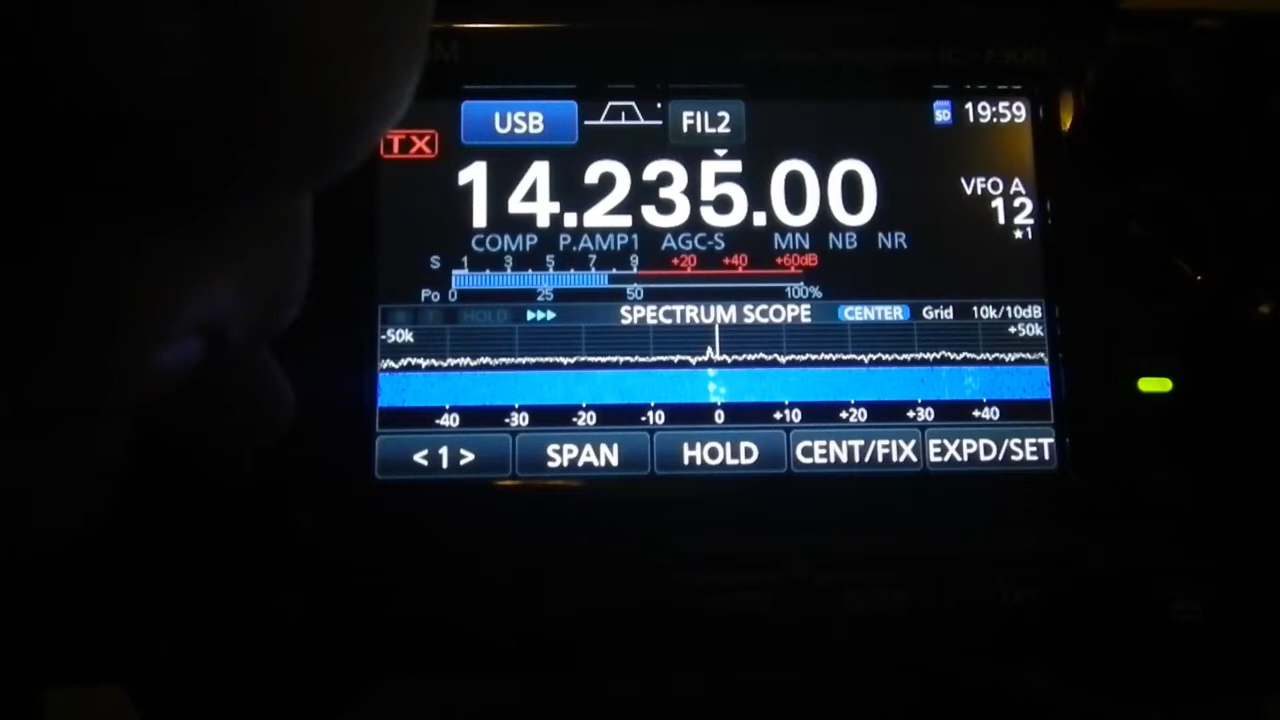 USB FIL2 SD 19:59
TX
14.235.00
VFO A
12
★1
COMP P.AMP1 AGC-S MN NB NR
S 1 3 5 7 9 +20 +40 +60dB
Po 0 25 50 100%
HOLD SPECTRUM SCOPE CENTER Grid 10k/10dB
-50k +50k
-40 -30 -20 -10 0 +10 +20 +30 +40
< 1 > SPAN HOLD CENT/FIX EXPD/SET